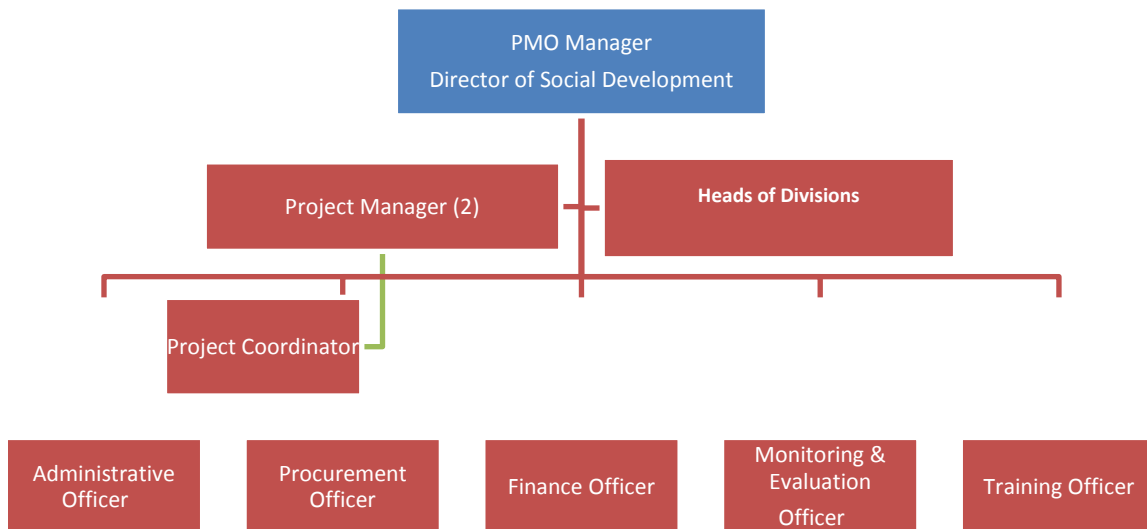 PMO Manager
Director of Social Development
Project Manager (2)
Heads of Divisions
Project Coordinator
Administrative
Officer
Procurement
Officer
Finance Officer
Monitoring &
Evaluation
Officer
Training Officer